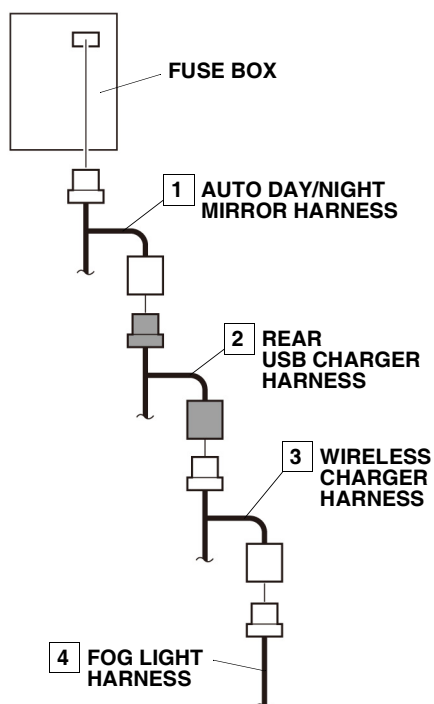 FUSE BOX
1 AUTO DAY/NIGHT
MIRROR HARNESS
2 REAR
USB CHARGER
HARNESS
3 WIRELESS
CHARGER
HARNESS
4 FOG LIGHT
HARNESS